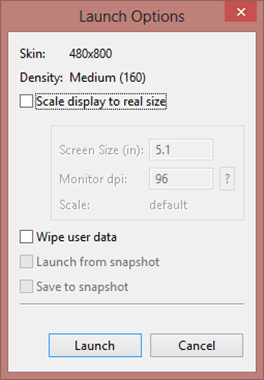 Launch Options
Skin: 480x800
Density: Medium (160)
Scale display to real size
Screen Size (in): 5.1
Monitor dpi: 96 ?
Scale: default
Wipe user data
Launch from snapshot
Save to snapshot
Launch Cancel